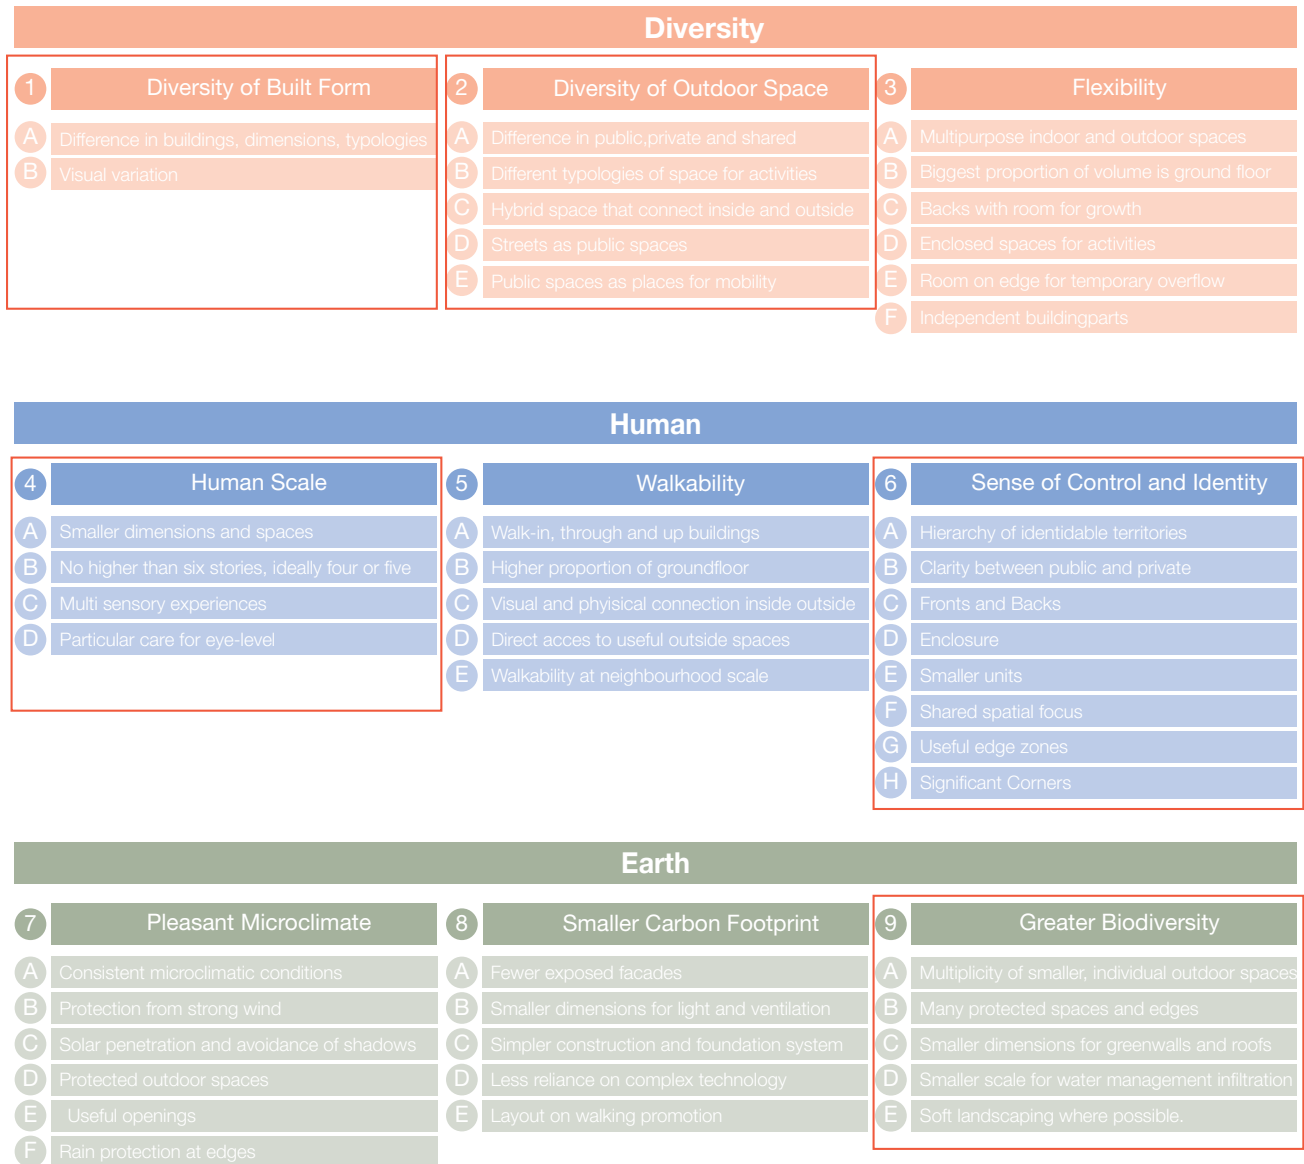 Diversity
1 Diversity of Built Form
A Difference in buildings, dimensions, typologies
B Visual variation
2 Diversity of Outdoor Space
A Difference in public,private and shared
B Different typologies of space for activities
C Hybrid space that connect inside and outside
D Streets as public spaces
E Public spaces as places for mobility
3 Flexibility
A Multipurpose indoor and outdoor spaces
B Biggest proportion of volume is ground floor
C Backs with room for growth
D Enclosed spaces for activities
E Room on edge for temporary overflow
F Independent buildingparts
Human
4 Human Scale
A Smaller dimensions and spaces
B No higher than six stories, ideally four or five
C Multi sensory experiences
D Particular care for eye-level
5 Walkability
A Walk-in, through and up buildings
B Higher proportion of groundfloor
C Visual and phyisical connection inside outside
D Direct acces to useful outside spaces
E Walkability at neighbourhood scale
6 Sense of Control and Identity
A Hierarchy of identidable territories
B Clarity between public and private
C Fronts and Backs
D Enclosure
E Smaller units
F Shared spatial focus
G Useful edge zones
H Significant Corners
Earth
7 Pleasant Microclimate
A Consistent microclimatic conditions
B Protection from strong wind
C Solar penetration and avoidance of shadows
D Protected outdoor spaces
E Useful openings
F Rain protection at edges
8 Smaller Carbon Footprint
A Fewer exposed facades
B Smaller dimensions for light and ventilation
C Simpler construction and foundation system
D Less reliance on complex technology
E Layout on walking promotion
9 Greater Biodiversity
A Multiplicity of smaller, individual outdoor spaces
B Many protected spaces and edges
C Smaller dimensions for greenwalls and roofs
D Smaller scale for water management infiltration
E Soft landscaping where possible.